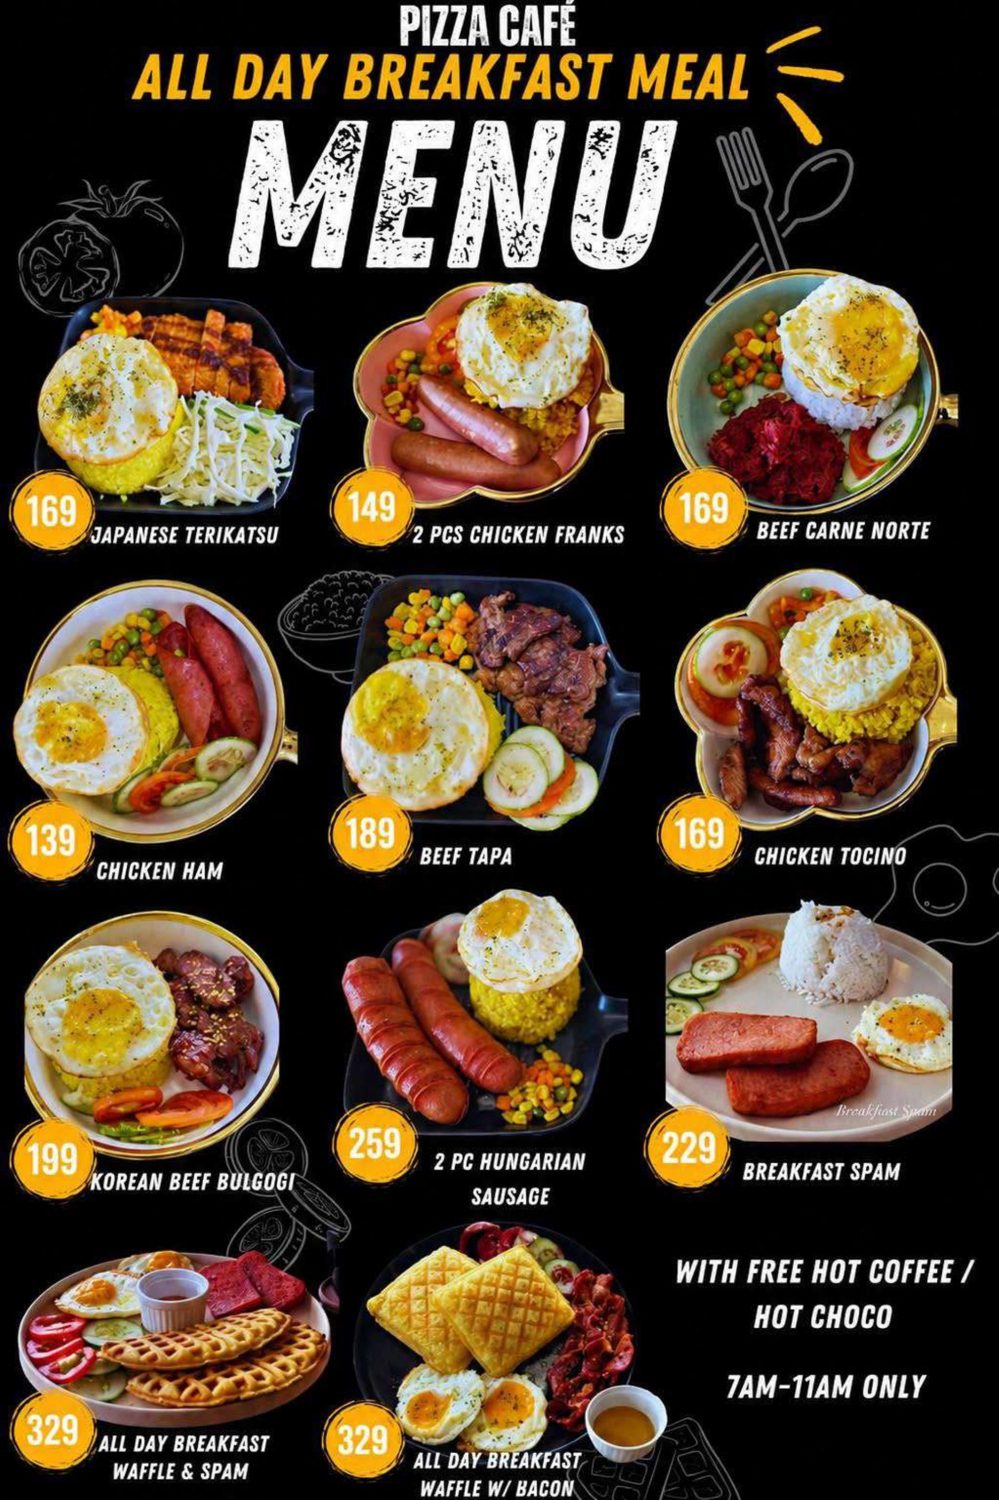 PIZZA CAFÉ
ALL DAY BREAKFAST MEAL
MENU
169
JAPANESE TERIKATSU
149
2 PCS CHICKEN FRANKS
169
BEEF CARNE NORTE
139
CHICKEN HAM
189
BEEF TAPA
169
CHICKEN TOCINO
199
KOREAN BEEF BULGOGI
259
2 PC HUNGARIAN
SAUSAGE
Breakfast Spam
229
BREAKFAST SPAM
329
ALL DAY BREAKFAST
WAFFLE & SPAM
329
ALL DAY BREAKFAST
WAFFLE W/ BACON
WITH FREE HOT COFFEE /
HOT CHOCO
7AM-11AM ONLY